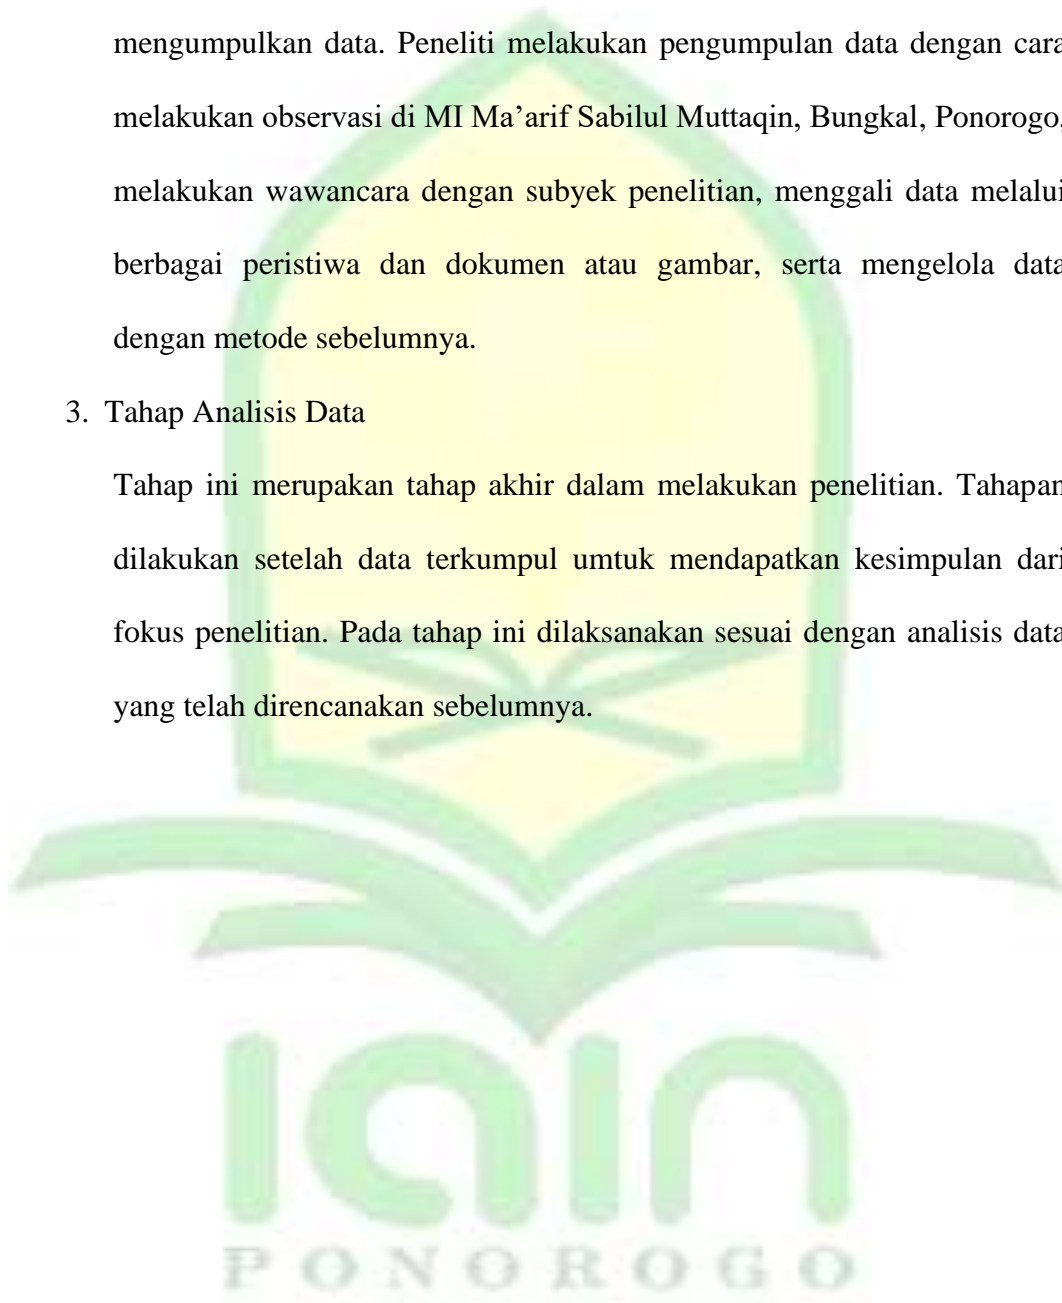 mengumpulkan data. Peneliti melakukan pengumpulan data dengan cara
melakukan observasi di MI Ma’arif Sabilul Muttaqin, Bungkal, Ponorogo,
melakukan wawancara dengan subyek penelitian, menggali data melalui
berbagai peristiwa dan dokumen atau gambar, serta mengelola data
dengan metode sebelumnya.
3. Tahap Analisis Data
Tahap ini merupakan tahap akhir dalam melakukan penelitian. Tahapan
dilakukan setelah data terkumpul umtuk mendapatkan kesimpulan dari
fokus penelitian. Pada tahap ini dilaksanakan sesuai dengan analisis data
yang telah direncanakan sebelumnya.
iain
PONOROGO